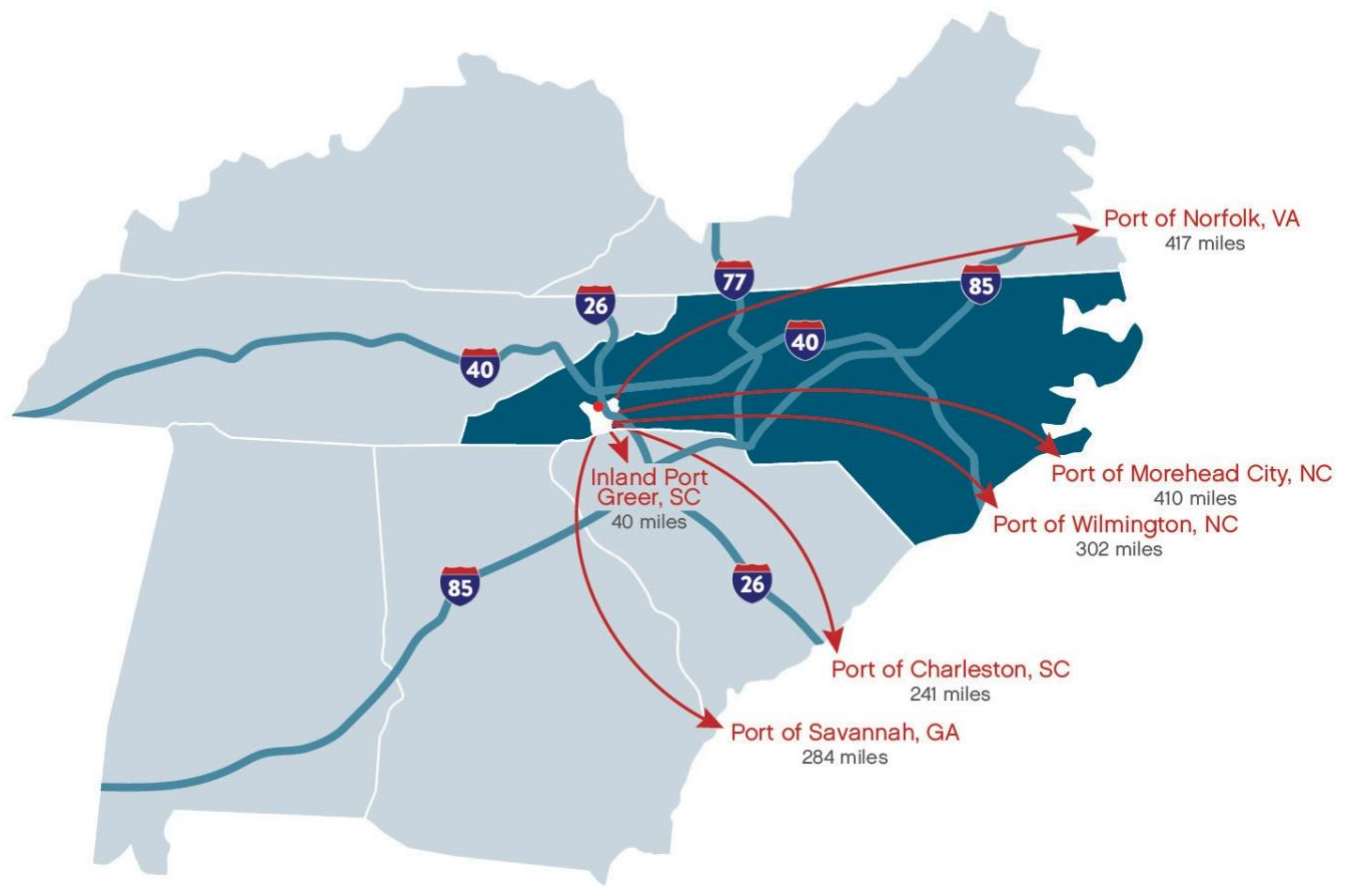 Port of Norfolk, VA
417 miles
77
85
26
40
40
Inland Port
Greer, SC
40 miles
Port of Morehead City, NC
410 miles
Port of Wilmington, NC
302 miles
85
26
Port of Charleston, SC
241 miles
Port of Savannah, GA
284 miles